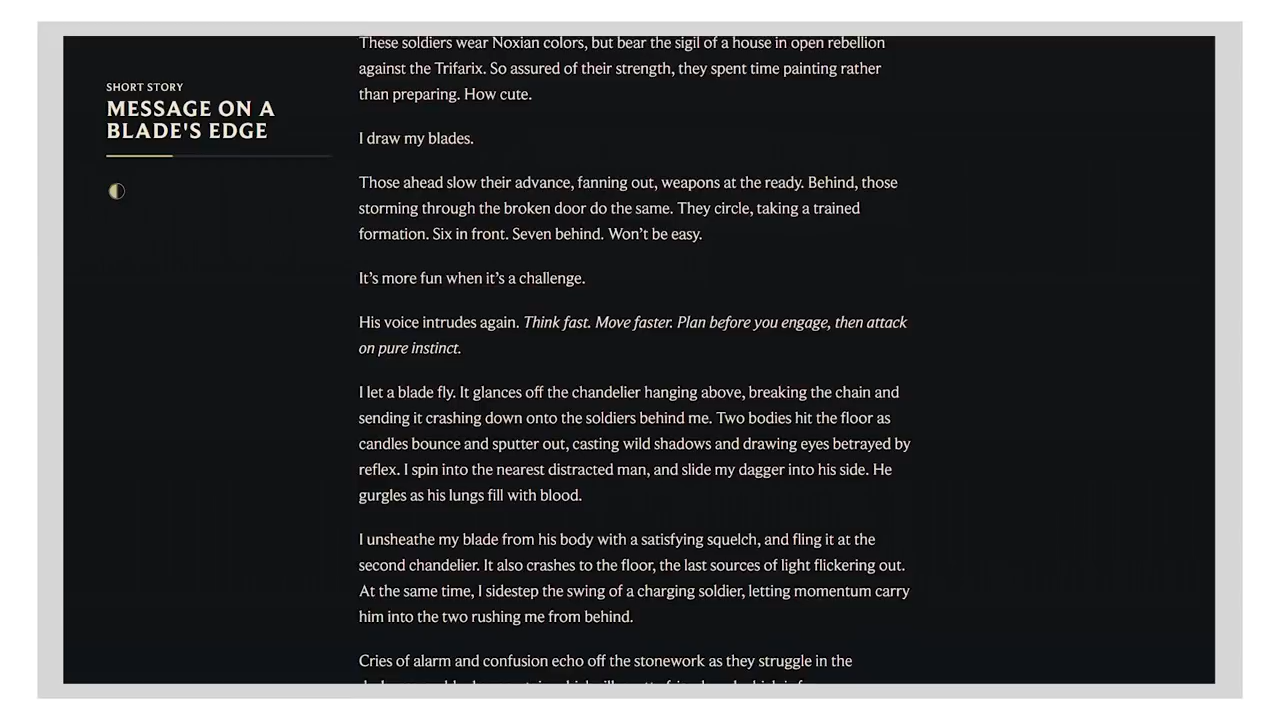 SHORT STORY
MESSAGE ON A
BLADE'S EDGE
These soldiers wear Noxian colors, but bear the sigil of a house in open rebellion
against the Trifarix. So assured of their strength, they spent time painting rather
than preparing. How cute.
I draw my blades.
Those ahead slow their advance, fanning out, weapons at the ready. Behind, those
storming through the broken door do the same. They circle, taking a trained
formation. Six in front. Seven behind. Won’t be easy.
It’s more fun when it’s a challenge.
His voice intrudes again. Think fast. Move faster. Plan before you engage, then attack
on pure instinct.
I let a blade fly. It glances off the chandelier hanging above, breaking the chain and
sending it crashing down onto the soldiers behind me. Two bodies hit the floor as
candles bounce and sputter out, casting wild shadows and drawing eyes betrayed by
reflex. I spin into the nearest distracted man, and slide my dagger into his side. He
gurgles as his lungs fill with blood.
I unsheathe my blade from his body with a satisfying squelch, and fling it at the
second chandelier. It also crashes to the floor, the last sources of light flickering out.
At the same time, I sidestep the swing of a charging soldier, letting momentum carry
him into the two rushing me from behind.
Cries of alarm and confusion echo off the stonework as they struggle in the